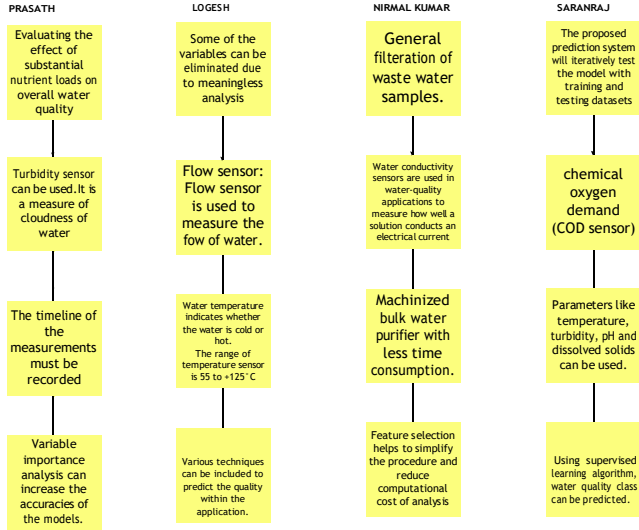 PRASATH
Evaluating the
effect of
substantial
nutrient loads on
overall water
quality
Turbidity sensor
can be used.It is
a measure of
cloudness of
water
The timeline of
the
measurements
must be
recorded
Variable
importance
analysis can
increase the
accuracies of
the models.
LOGESH
Some of the
variables can be
eliminated due
to meaningless
analysis
Flow sensor:
Flow sensor
is used to
measure the
fow of water.
Water temperature
indicates whether
the water is cold or
hot.
The range of
temperature sensor
is 55 to +125°C
Various techniques
can be included to
predict the quality
within the
application.
NIRMAL KUMAR
General
filteration of
waste water
samples.
Water conductivity
sensors are used in
water-quality
applications to
measure how well a
solution conducts an
electrical current
Machinized
bulk water
purifier with
less time
consumption.
Feature selection
helps to simplify
the procedure and
reduce
computational
cost of analysis
SARANRAJ
The proposed
prediction system
will iteratively test
the model with
training and
testing datasets
chemical
oxygen
demand
(COD sensor)
Parameters like
temperature,
turbidity, pH and
dissolved solids
can be used.
Using supervised
learning algorithm,
water quality class
can be predicted.